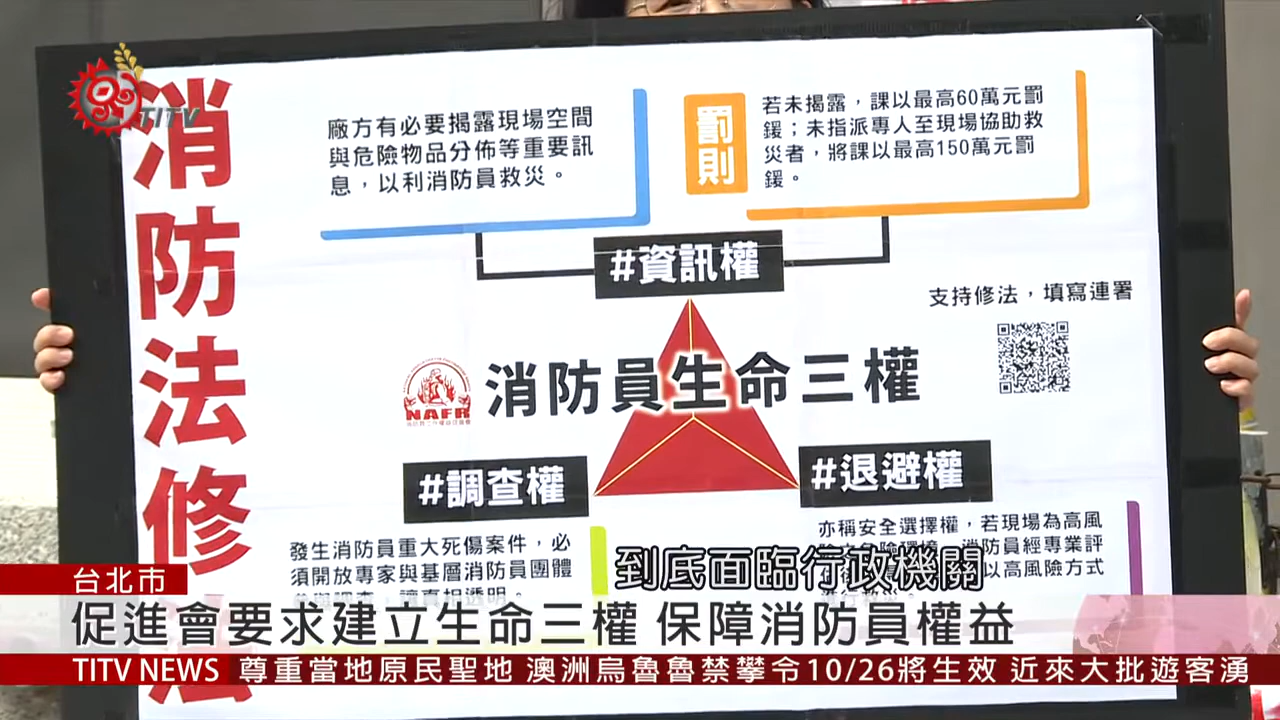 消防法修法
TITV
廠方有必要揭露現場空間
與危險物品分佈等重要訊
息，以利消防員救災。
罰則
若未揭露，課以最高60萬元罰
鍰；未指派專人至現場協助救
災者，將課以最高150萬元罰
鍰。
#資訊權
支持修法，填寫連署
NAFR
消防員生命三權
#調查權
#退避權
發生消防員重大死傷案件，必
須開放專家與基層消防員團體
亦稱安全選擇權，若現場為高風
消防員經專業評
以高風險方式
到底面臨行政機關
台北市
促進會要求建立生命三權 保障消防員權益
TITV NEWS 尊重當地原民聖地 澳洲烏魯魯禁攀令10/26將生效 近來大批遊客湧